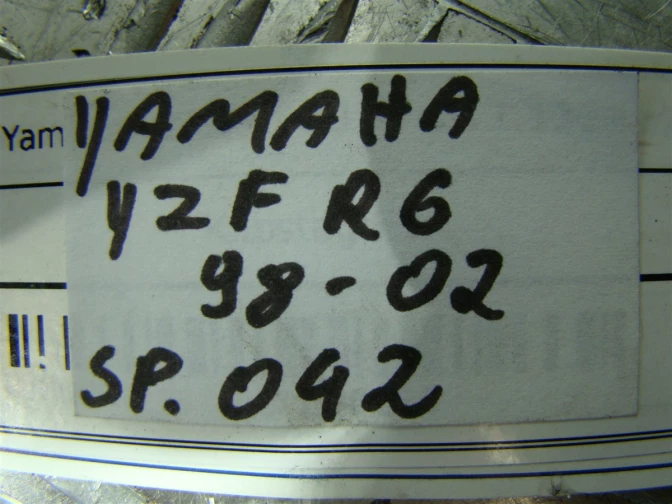 Yam
YAMAHA
YZF R6
98-02
SP. 042